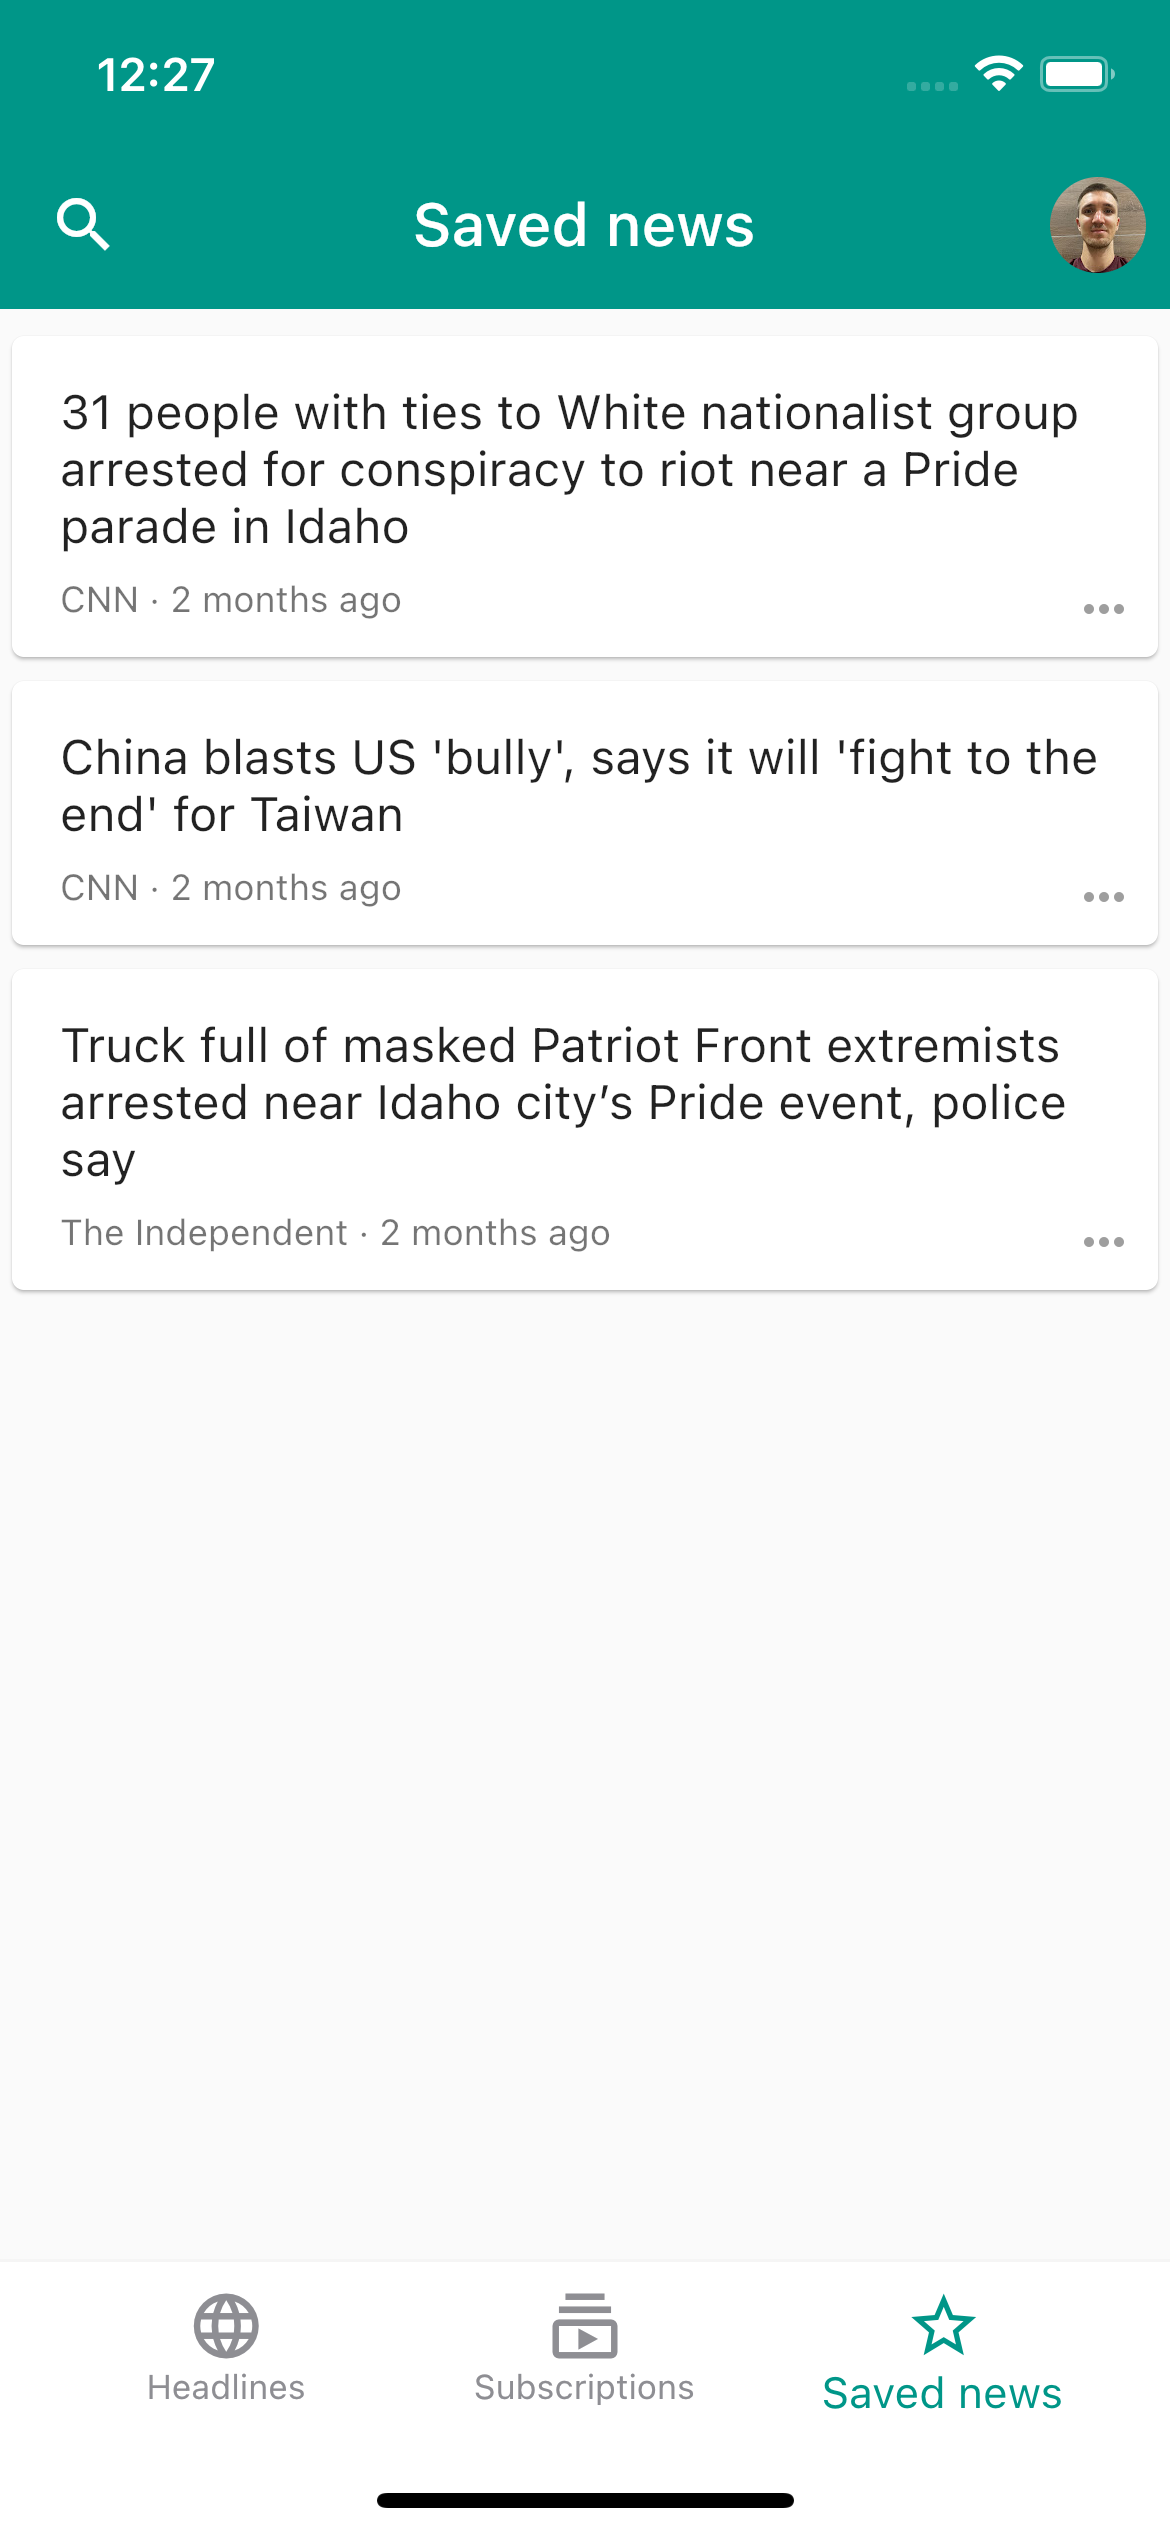 12:27
Saved news
31 people with ties to White nationalist group
arrested for conspiracy to riot near a Pride
parade in Idaho
CNN · 2 months ago
China blasts US 'bully', says it will 'fight to the
end' for Taiwan
CNN · 2 months ago
Truck full of masked Patriot Front extremists
arrested near Idaho city’s Pride event, police
say
The Independent · 2 months ago
Headlines
Subscriptions
Saved news